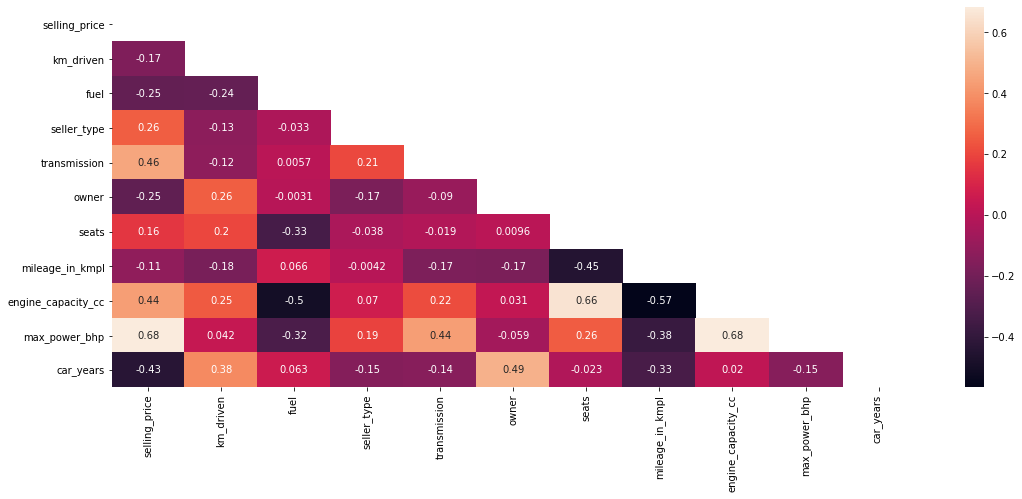 selling_price
km_driven -0.17
fuel -0.25 -0.24
seller_type 0.26 -0.13 -0.033
transmission 0.46 -0.12 0.0057 0.21
owner -0.25 0.26 -0.0031 -0.17 -0.09
seats 0.16 0.2 -0.33 -0.038 -0.019 0.0096
mileage_in_kmpl -0.11 -0.18 0.066 -0.0042 -0.17 -0.17 -0.45
engine_capacity_cc 0.44 0.25 -0.5 0.07 0.22 0.031 0.66 -0.57
max_power_bhp 0.68 0.042 -0.32 0.19 0.44 -0.059 0.26 -0.38 0.68
car_years -0.43 0.38 0.063 -0.15 -0.14 0.49 -0.023 -0.33 0.02 -0.15
selling_price
km_driven
fuel
seller_type
transmission
owner
seats
mileage_in_kmpl
engine_capacity_cc
max_power_bhp
car_years
0.6
0.4
0.2
0.0
−0.2
−0.4